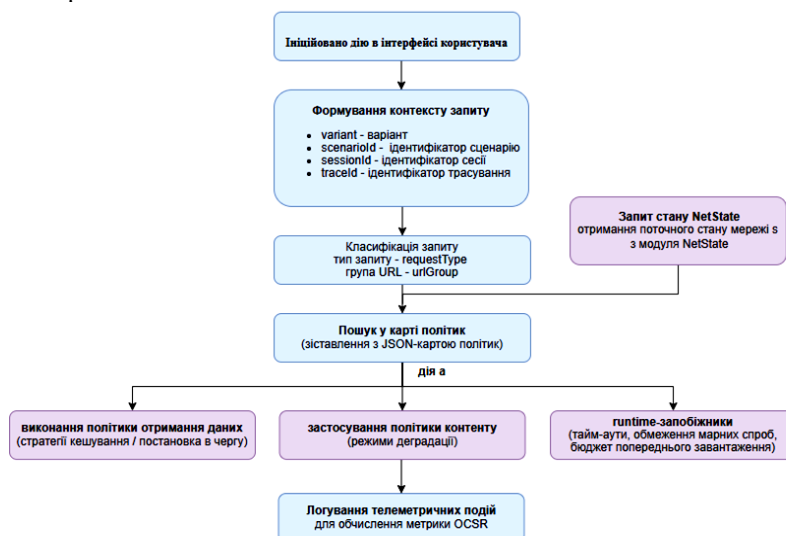 Ініційовано дію в інтерфейсі користувача
Формування контексту запиту
variant - варіант
scenarioId - ідентифікатор сценарію
sessionId - ідентифікатор сесії
traceId - ідентифікатор трасування
Запит стану NetState
отримання поточного стану мережі s
з модуля NetState
Класифікація запиту
тип запиту - requestType
група URL - urlGroup
Пошук у карті політик
(зіставлення з JSON-картою політик)
дія a
виконання політики отримання даних
(стратегії кешування / постановка в чергу)
застосування політики контенту
(режими деградації)
runtime-запобіжники
(тайм-аути, обмеження марних спроб,
бюджет попереднього завантаження)
Логування телеметричних подій
для обчислення метрики OCSR